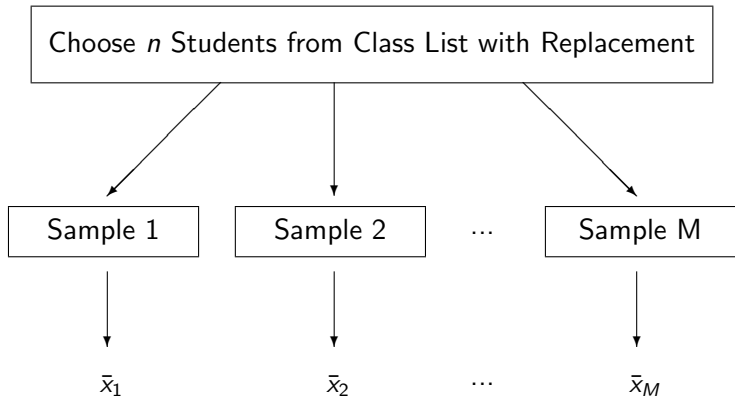 Choose n Students from Class List with Replacement
Sample 1 Sample 2 ... Sample M
x̄₁ x̄₂ ... x̄_M